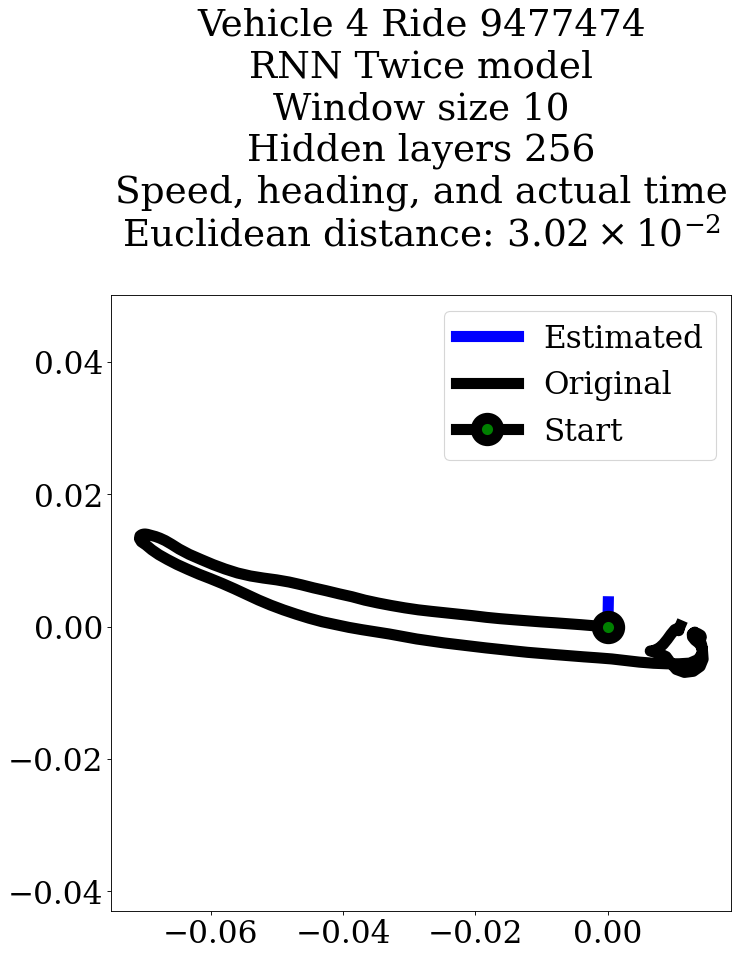 Vehicle 4 Ride 9477474
RNN Twice model
Window size 10
Hidden layers 256
Speed, heading, and actual time
Euclidean distance: 3.02 × 10⁻²
Estimated
Original
Start
0.04
0.02
0.00
−0.02
−0.04
−0.06 −0.04 −0.02 0.00